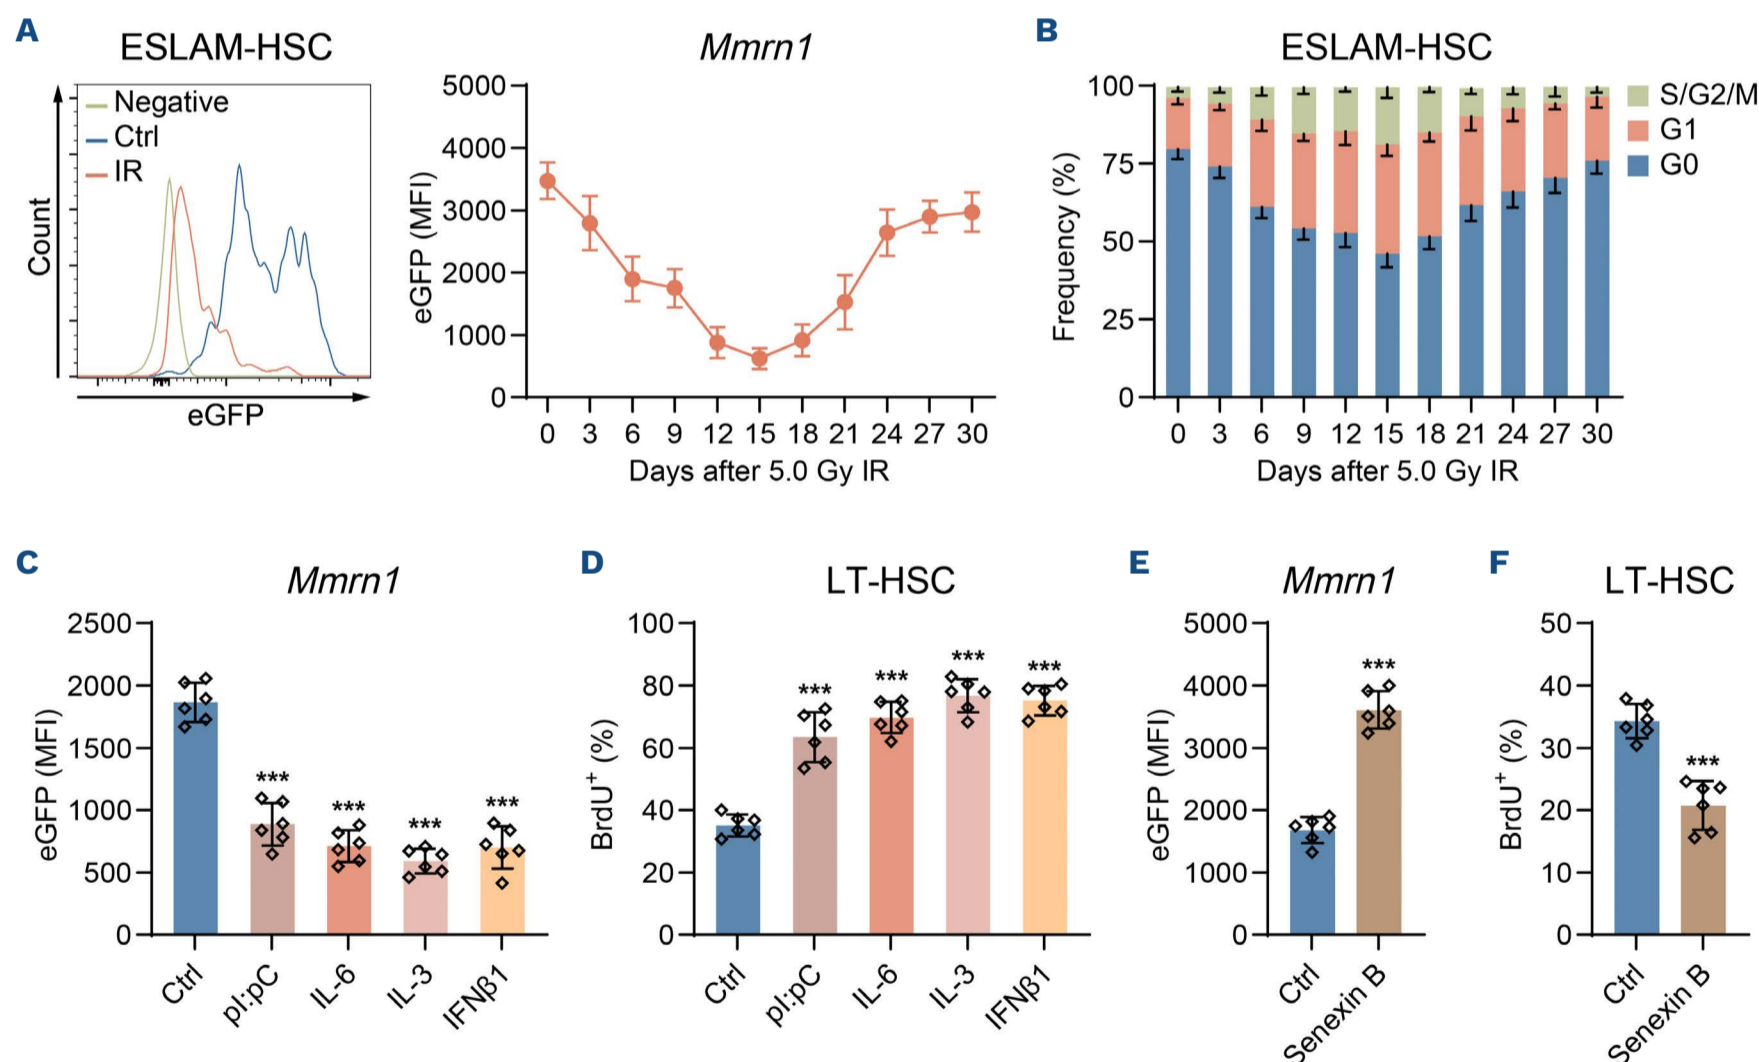 A
ESLAM-HSC
Negative
Ctrl
IR
Count
eGFP
Mmrn1
eGFP (MFI)
5000
4000
3000
2000
1000
0
0 3 6 9 12 15 18 21 24 27 30
Days after 5.0 Gy IR
B
ESLAM-HSC
Frequency (%)
100
75
50
25
0
0 3 6 9 12 15 18 21 24 27 30
Days after 5.0 Gy IR
S/G2/M
G1
G0
C
Mmrn1
eGFP (MFI)
2500
2000
1500
1000
500
0
*** *** *** ***
Ctrl
pI:pC
IL-6
IL-3
IFNβ1
D
LT-HSC
BrdU⁺ (%)
100
80
60
40
20
0
*** *** *** ***
Ctrl
pI:pC
IL-6
IL-3
IFNβ1
E
Mmrn1
eGFP (MFI)
5000
4000
3000
2000
1000
0
***
Ctrl
Senexin B
F
LT-HSC
BrdU⁺ (%)
50
40
30
20
10
0
***
Ctrl
Senexin B